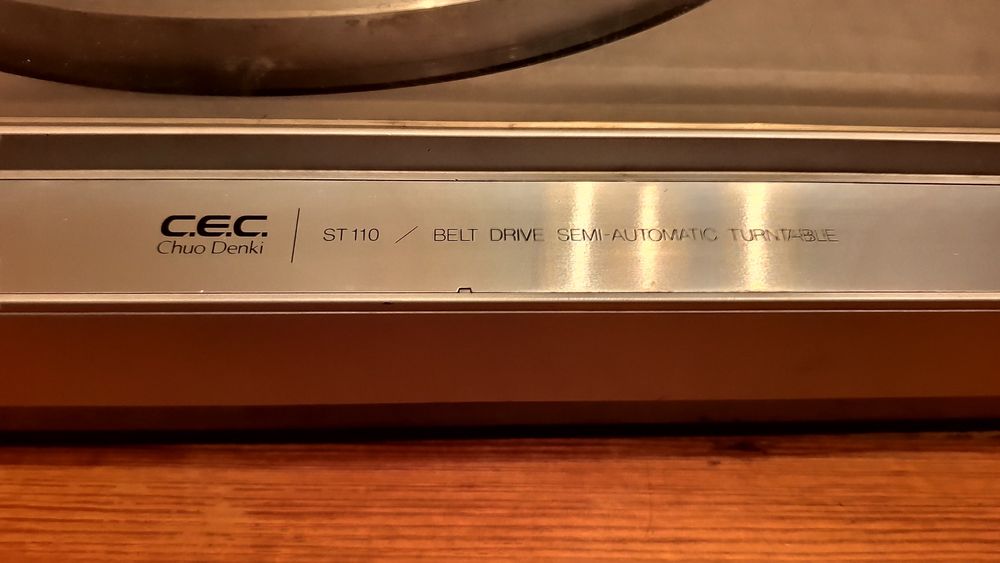 C.E.C.
Chuo Denki
ST 110 / BELT DRIVE SEMI-AUTOMATIC TURNTABLE